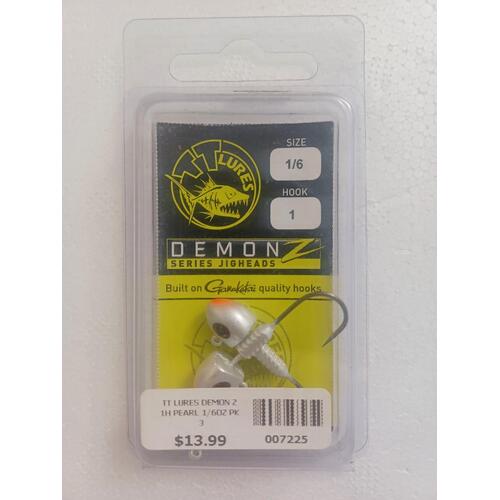 TT LURES
SIZE
1/6
HOOK
1
DEMON Z
SERIES JIGHEADS
Built on Gamakatsu quality hooks
TT LURES DEMON Z
1H PEARL 1/6OZ PK
3
$13.99
007225